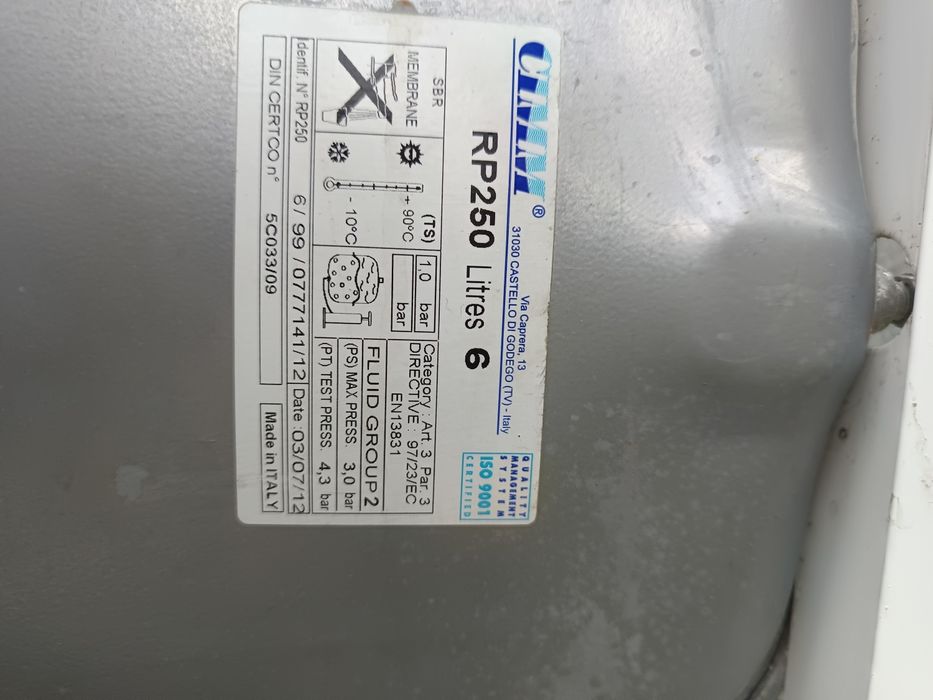 CIMM®
Via Caprera, 13
31030 CASTELLO DI GODEGO (TV) - Italy
QUALITY
MANAGEMENT
SYSTEM
ISO 9001
CERTIFIED
RP250 Litres 6
SBR
MEMBRANE
(TS)
+ 90°C
- 10°C
1,0 bar
bar
Category : Art. 3 Par. 3
DIRECTIVE : 97/23/EC
EN13831
FLUID GROUP 2
(PS) MAX PRESS. 3,0 bar
(PT) TEST PRESS. 4,3 bar
Identif. N° RP250 6 / 99 / 0777141/12 Date :03/07/12
DIN CERTCO n° 5C033/09 Made in ITALY